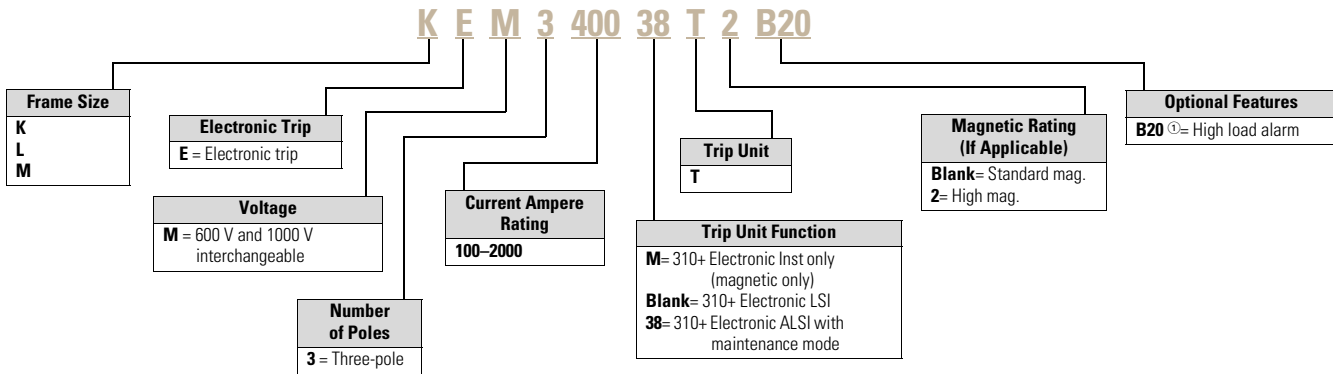 K E M 3 400 38 T 2 B20
Frame Size
K
L
M
Electronic Trip
E = Electronic trip
Voltage
M = 600 V and 1000 V
interchangeable
Number
of Poles
3 = Three-pole
Current Ampere
Rating
100–2000
Trip Unit Function
M= 310+ Electronic Inst only
(magnetic only)
Blank= 310+ Electronic LSI
38= 310+ Electronic ALSI with
maintenance mode
Trip Unit
T
Magnetic Rating
(If Applicable)
Blank= Standard mag.
2= High mag.
Optional Features
B20 ①= High load alarm